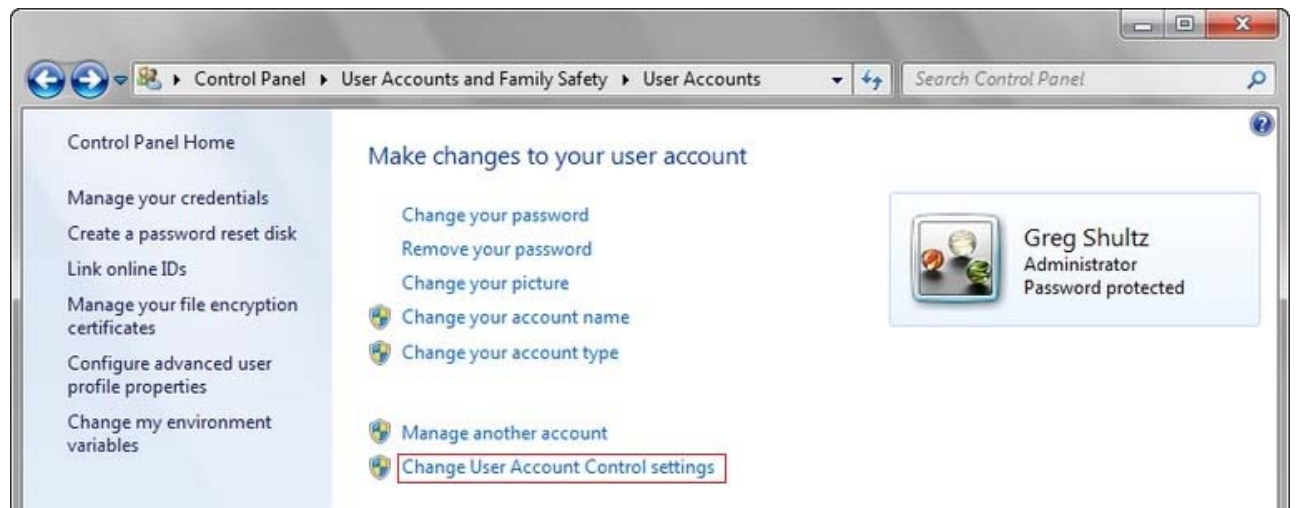 Control Panel ▸ User Accounts and Family Safety ▸ User Accounts
Search Control Panel
Control Panel Home
Manage your credentials
Create a password reset disk
Link online IDs
Manage your file encryption
certificates
Configure advanced user
profile properties
Change my environment
variables
Make changes to your user account
Change your password
Remove your password
Change your picture
Change your account name
Change your account type
Manage another account
Change User Account Control settings
Greg Shultz
Administrator
Password protected